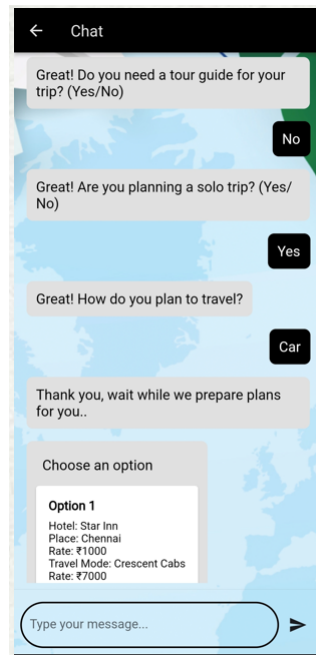 Chat
Great! Do you need a tour guide for your
trip? (Yes/No)
No
Great! Are you planning a solo trip? (Yes/
No)
Yes
Great! How do you plan to travel?
Car
Thank you, wait while we prepare plans
for you..
Choose an option
Option 1
Hotel: Star Inn
Place: Chennai
Rate: ₹1000
Travel Mode: Crescent Cabs
Rate: ₹7000
Type your message...